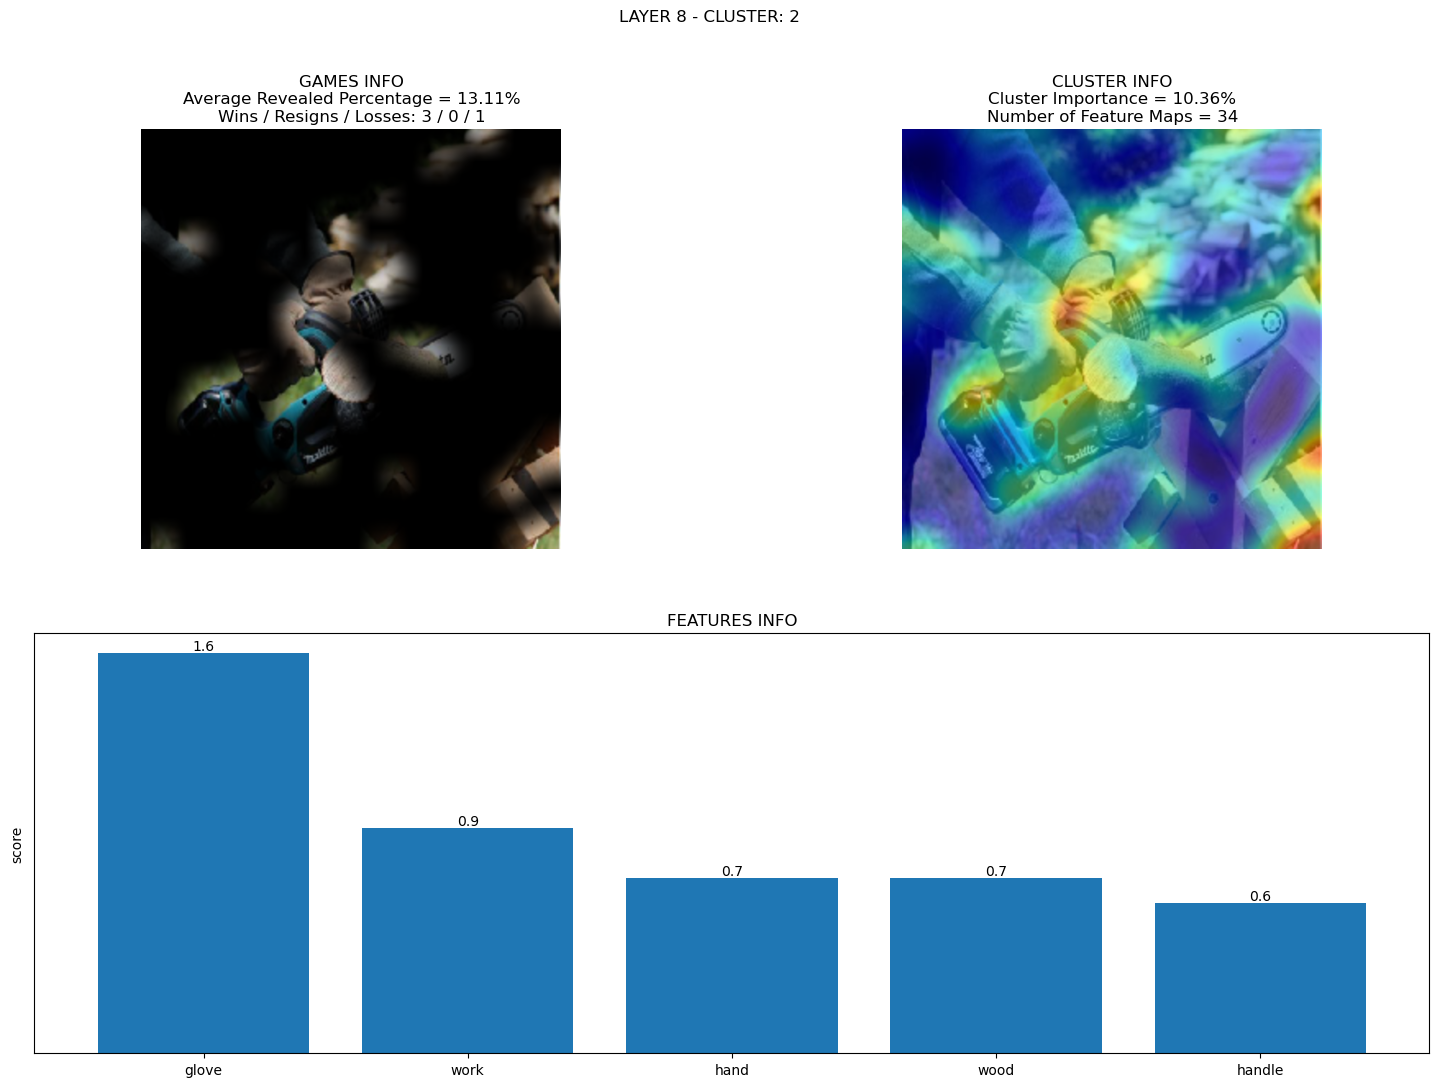 LAYER 8 - CLUSTER: 2
GAMES INFO
Average Revealed Percentage = 13.11%
Wins / Resigns / Losses: 3 / 0 / 1
CLUSTER INFO
Cluster Importance = 10.36%
Number of Feature Maps = 34
makita
makita
FEATURES INFO
score
1.6
0.9
0.7
0.7
0.6
glove
work
hand
wood
handle